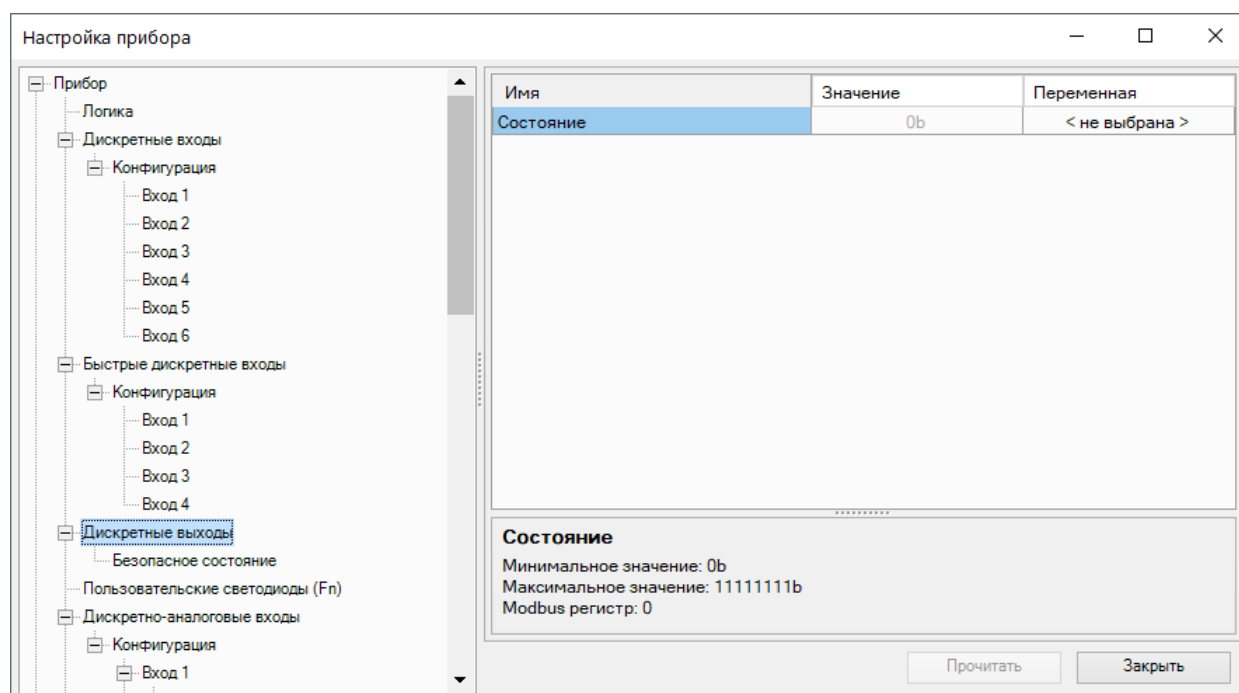 Настройка прибора
Прибор
Логика
Дискретные входы
Конфигурация
Вход 1
Вход 2
Вход 3
Вход 4
Вход 5
Вход 6
Быстрые дискретные входы
Конфигурация
Вход 1
Вход 2
Вход 3
Вход 4
Дискретные выходы
Безопасное состояние
Пользовательские светодиоды (Fn)
Дискретно-аналоговые входы
Конфигурация
Вход 1
Имя Значение Переменная
Состояние 0b < не выбрана >
Состояние
Минимальное значение: 0b
Максимальное значение: 11111111b
Modbus регистр: 0
Прочитать Закрыть